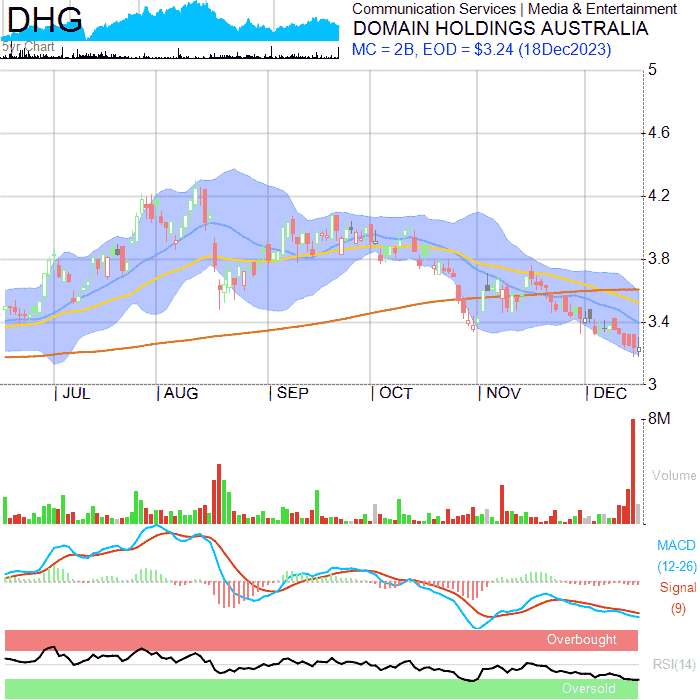 DHG
5yr Chart
Communication Services | Media & Entertainment
DOMAIN HOLDINGS AUSTRALIA
MC = 2B, EOD = $3.24 (18Dec2023)
5
4.6
4.2
3.8
3.4
3
| JUL | AUG | SEP | OCT | NOV | DEC
8M
Volume
MACD
(12-26)
Signal
(9)
Overbought
RSI(14)
Oversold